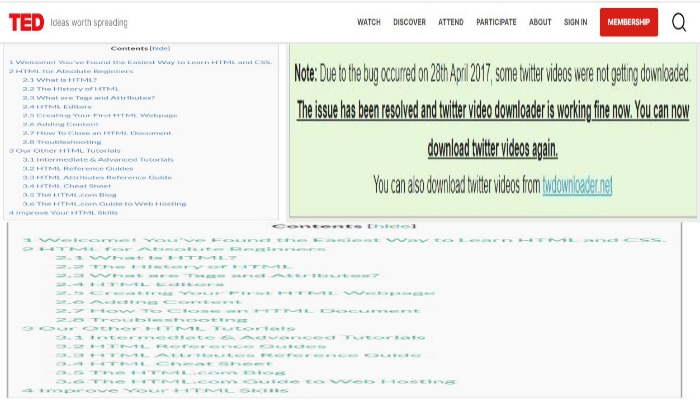 TED Ideas worth spreading WATCH DISCOVER ATTEND PARTICIPATE ABOUT SIGN IN MEMBERSHIP
Contents [hide]
1 Welcome! You've Found the Easiest Way to Learn HTML and CSS.
2 HTML for Absolute Beginners
2.1 What is HTML?
2.2 The History of HTML
2.3 What are Tags and Attributes?
2.4 HTML Editors
2.5 Creating Your First HTML Webpage
2.6 Adding Content
2.7 How To Close an HTML Document
2.8 Troubleshooting
3 Our Other HTML Tutorials
3.1 Intermediate & Advanced Tutorials
3.2 HTML Reference Guides
3.3 HTML Attributes Reference Guide
3.4 HTML Cheat Sheet
3.5 The HTML.com Blog
3.6 The HTML.com Guide to Web Hosting
4 Improve Your HTML Skills
Note: Due to the bug occurred on 28th April 2017, some twitter videos were not getting downloaded.
The issue has been resolved and twitter video downloader is working fine now. You can now
download twitter videos again.
You can also download twitter videos from twdownloader.net
Contents [hide]
1 Welcome! You've Found the Easiest Way to Learn HTML and CSS.
2 HTML for Absolute Beginners
2.1 What is HTML?
2.2 The History of HTML
2.3 What are Tags and Attributes?
2.4 HTML Editors
2.5 Creating Your First HTML Webpage
2.6 Adding Content
2.7 How To Close an HTML Document
2.8 Troubleshooting
3 Our Other HTML Tutorials
3.1 Intermediate & Advanced Tutorials
3.2 HTML Reference Guides
3.3 HTML Attributes Reference Guide
3.4 HTML Cheat Sheet
3.5 The HTML.com Blog
3.6 The HTML.com Guide to Web Hosting
4 Improve Your HTML Skills